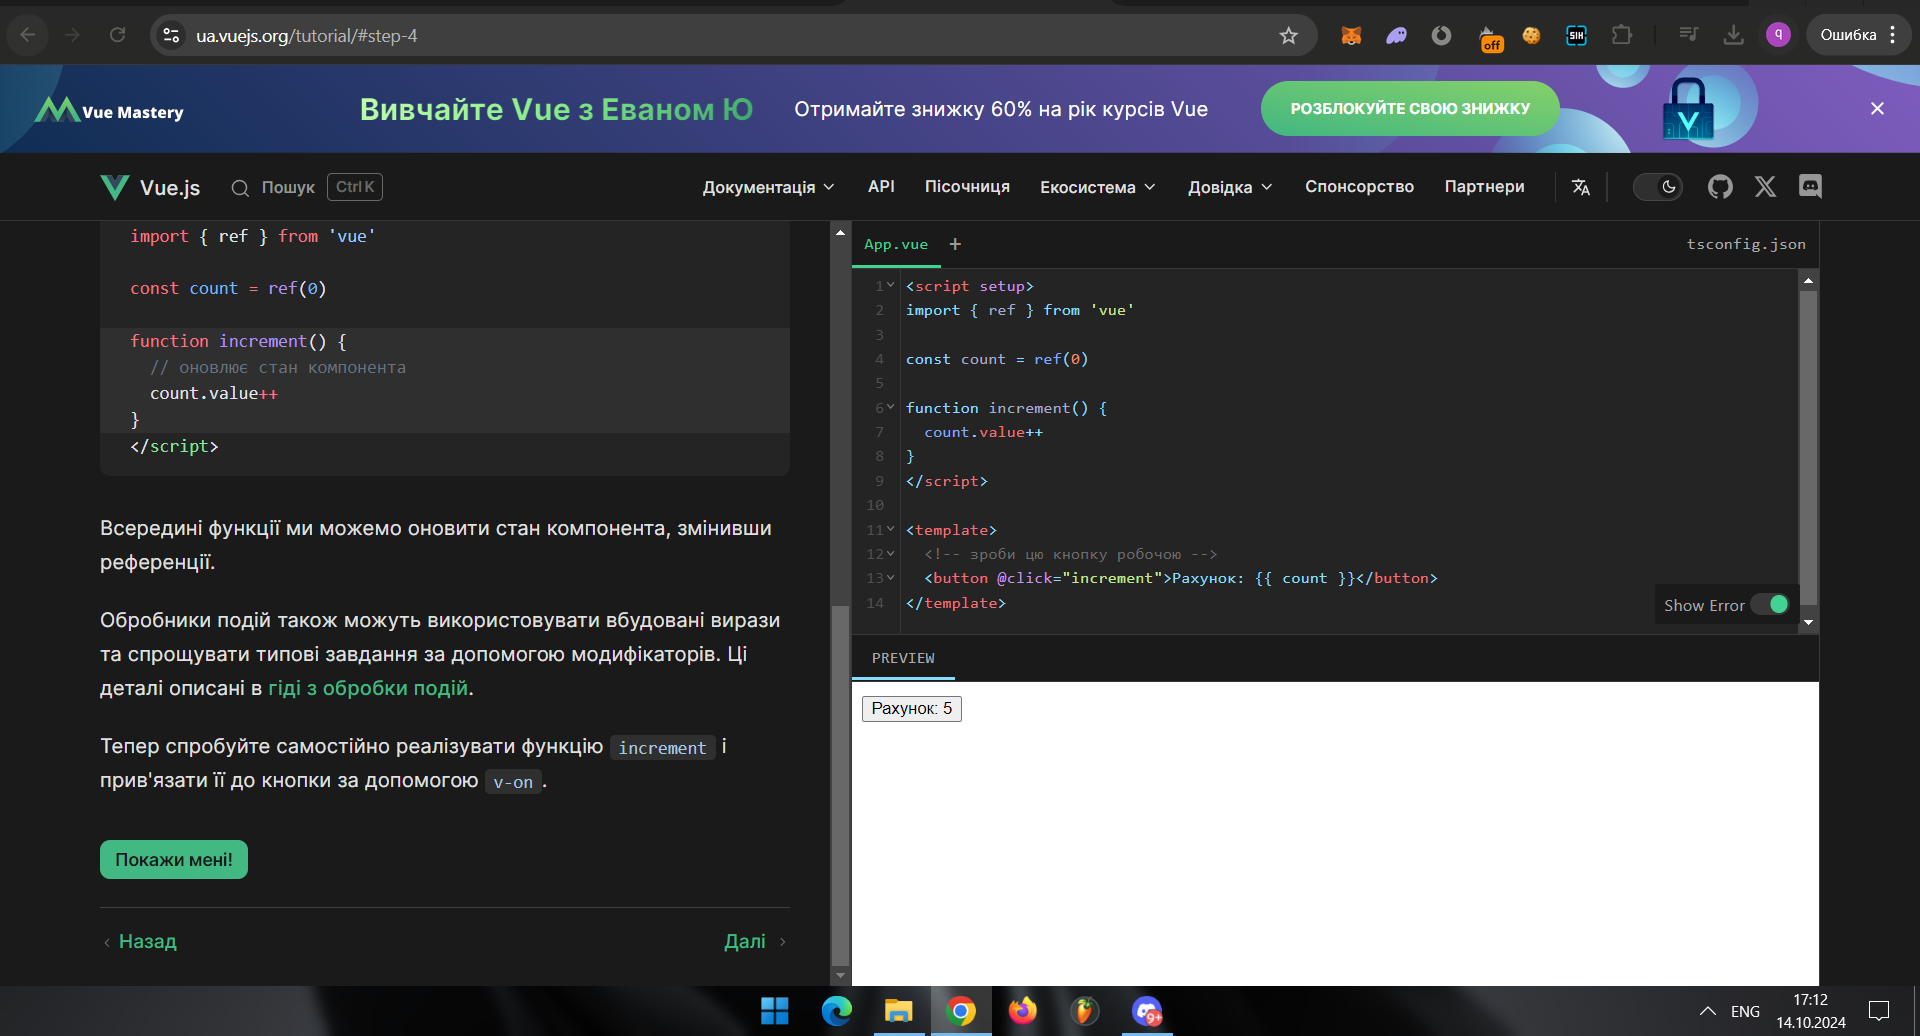 ua.vuejs.org/tutorial/#step-4
off
SIH
q
Ошибка
Vue Mastery
Вивчайте Vue з Еваном Ю
Отримайте знижку 60% на рік курсів Vue
РОЗБЛОКУЙТЕ СВОЮ ЗНИЖКУ
Vue.js
Пошук
Ctrl K
Документація
API
Пісочниця
Екосистема
Довідка
Спонсорство
Партнери
import { ref } from 'vue'
const count = ref(0)
function increment() {
// оновлює стан компонента
count.value++
}
</script>
Всередині функції ми можемо оновити стан компонента, змінивши
референції.
Обробники подій також можуть використовувати вбудовані вирази
та спрощувати типові завдання за допомогою модифікаторів. Ці
деталі описані в гіді з обробки подій.
Тепер спробуйте самостійно реалізувати функцію increment і
прив'язати її до кнопки за допомогою v-on.
Покажи мені!
‹ Назад
Далі ›
App.vue +
tsconfig.json
1 <script setup>
2 import { ref } from 'vue'
3
4 const count = ref(0)
5
6 function increment() {
7 count.value++
8 }
9 </script>
10
11 <template>
12 <!-- зроби цю кнопку робочою -->
13 <button @click="increment">Рахунок: {{ count }}</button>
14 </template>
Show Error
PREVIEW
Рахунок: 5
9+
ENG
17:12
14.10.2024